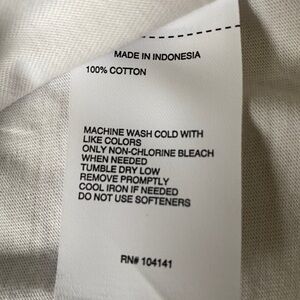 MADE IN INDONESIA
100% COTTON
MACHINE WASH COLD WITH
LIKE COLORS
ONLY NON-CHLORINE BLEACH
WHEN NEEDED
TUMBLE DRY LOW
REMOVE PROMPTLY
COOL IRON IF NEEDED
DO NOT USE SOFTENERS
RN# 104141